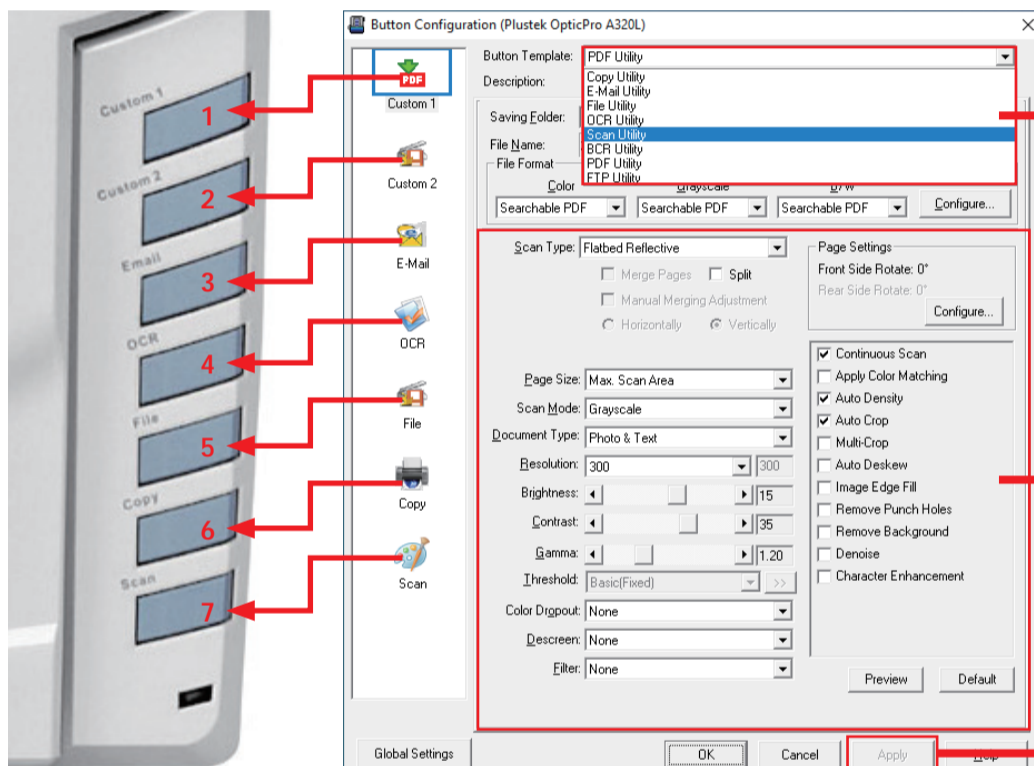 Custom 1
1
Custom 2
2
Email
3
OCR
4
File
5
Copy
6
Scan
7
Button Configuration (Plustek OpticPro A320L)
PDF
Custom 1
Custom 2
E-Mail
OCR
File
Copy
Scan
Global Settings
Button Template: PDF Utility
Description:
Copy Utility
E-Mail Utility
File Utility
OCR Utility
Scan Utility
BCR Utility
PDF Utility
FTP Utility
Saving Folder:
File Name:
File Format
Color Grayscale B/W
Searchable PDF Searchable PDF Searchable PDF Configure...
Scan Type: Flatbed Reflective
Merge Pages Split
Manual Merging Adjustment
Horizontally Vertically
Page Settings
Front Side Rotate: 0°
Rear Side Rotate: 0°
Configure...
Page Size: Max. Scan Area
Scan Mode: Grayscale
Document Type: Photo & Text
Resolution: 300 300
Brightness: 15
Contrast: 35
Gamma: 1.20
Threshold: Basic(Fixed) >>
Color Dropout: None
Descreen: None
Filter: None
Continuous Scan
Apply Color Matching
Auto Density
Auto Crop
Multi-Crop
Auto Deskew
Image Edge Fill
Remove Punch Holes
Remove Background
Denoise
Character Enhancement
Preview Default
OK Cancel Apply Help